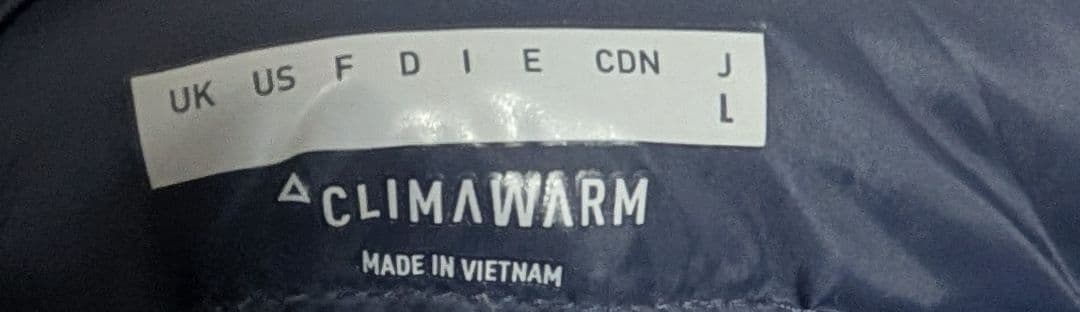 UK US F D I E CDN J
L
CLIMAWARM
MADE IN VIETNAM